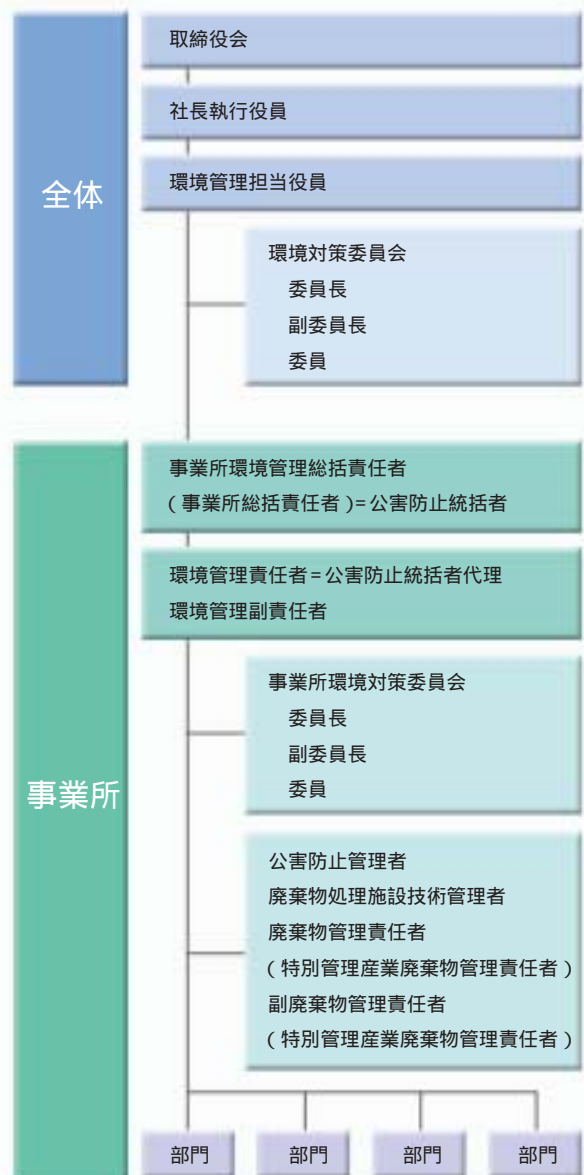 全体
取締役会
社長執行役員
環境管理担当役員
環境対策委員会
委員長
副委員長
委員
事業所
事業所環境管理総括責任者
(事業所総括責任者)=公害防止統括者
環境管理責任者=公害防止統括者代理
環境管理副責任者
事業所環境対策委員会
委員長
副委員長
委員
公害防止管理者
廃棄物処理施設技術管理者
廃棄物管理責任者
(特別管理産業廃棄物管理責任者)
副廃棄物管理責任者
(特別管理産業廃棄物管理責任者)
部門 部門 部門 部門